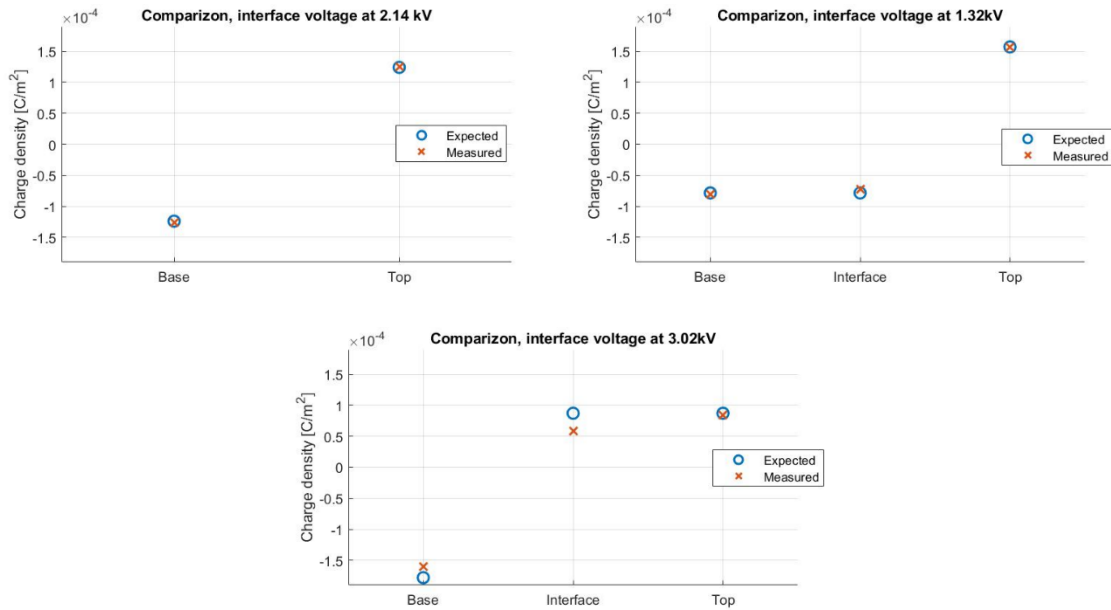 Comparizon, interface voltage at 2.14 kV
×10⁻⁴
Charge density [C/m²]
1.5
1
0.5
0
-0.5
-1
-1.5
Expected
Measured
Base
Top
Comparizon, interface voltage at 1.32kV
×10⁻⁴
Charge density [C/m²]
1.5
1
0.5
0
-0.5
-1
-1.5
Expected
Measured
Base
Interface
Top
Comparizon, interface voltage at 3.02kV
×10⁻⁴
Charge density [C/m²]
1.5
1
0.5
0
-0.5
-1
-1.5
Expected
Measured
Base
Interface
Top